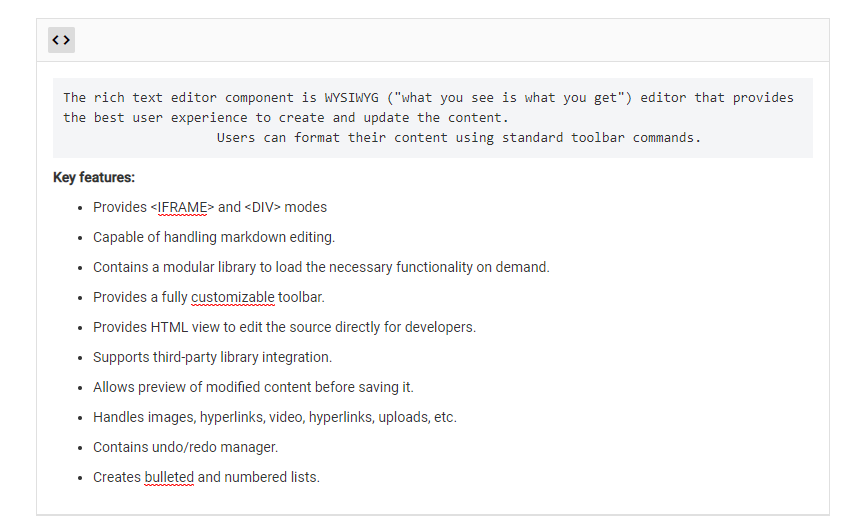 The rich text editor component is WYSIWYG ("what you see is what you get") editor that provides
the best user experience to create and update the content.
Users can format their content using standard toolbar commands.
Key features:
Provides <IFRAME> and <DIV> modes
Capable of handling markdown editing.
Contains a modular library to load the necessary functionality on demand.
Provides a fully customizable toolbar.
Provides HTML view to edit the source directly for developers.
Supports third-party library integration.
Allows preview of modified content before saving it.
Handles images, hyperlinks, video, hyperlinks, uploads, etc.
Contains undo/redo manager.
Creates bulleted and numbered lists.